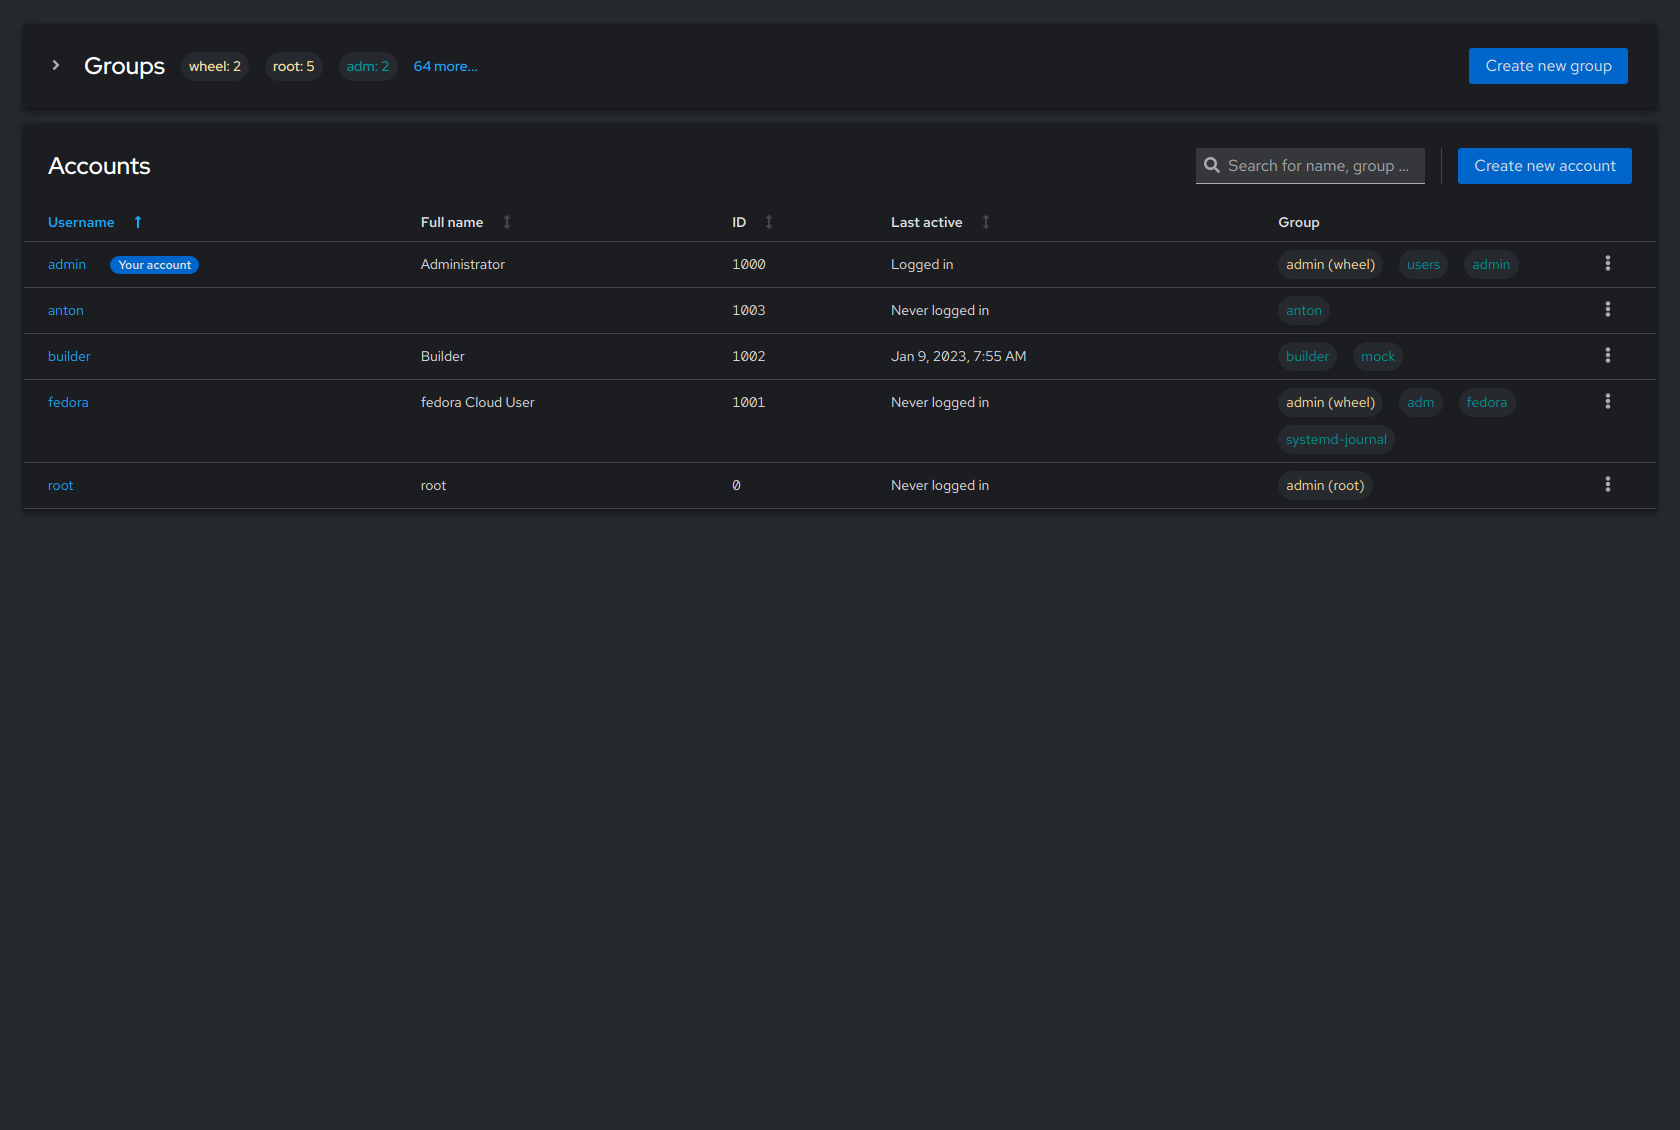 Groups wheel: 2 root: 5 adm: 2 64 more... Create new group
Accounts Search for name, group ... Create new account
Username Full name ID Last active Group
admin Your account Administrator 1000 Logged in admin (wheel) users admin
anton 1003 Never logged in anton
builder Builder 1002 Jan 9, 2023, 7:55 AM builder mock
fedora fedora Cloud User 1001 Never logged in admin (wheel) adm fedora
systemd-journal
root root 0 Never logged in admin (root)